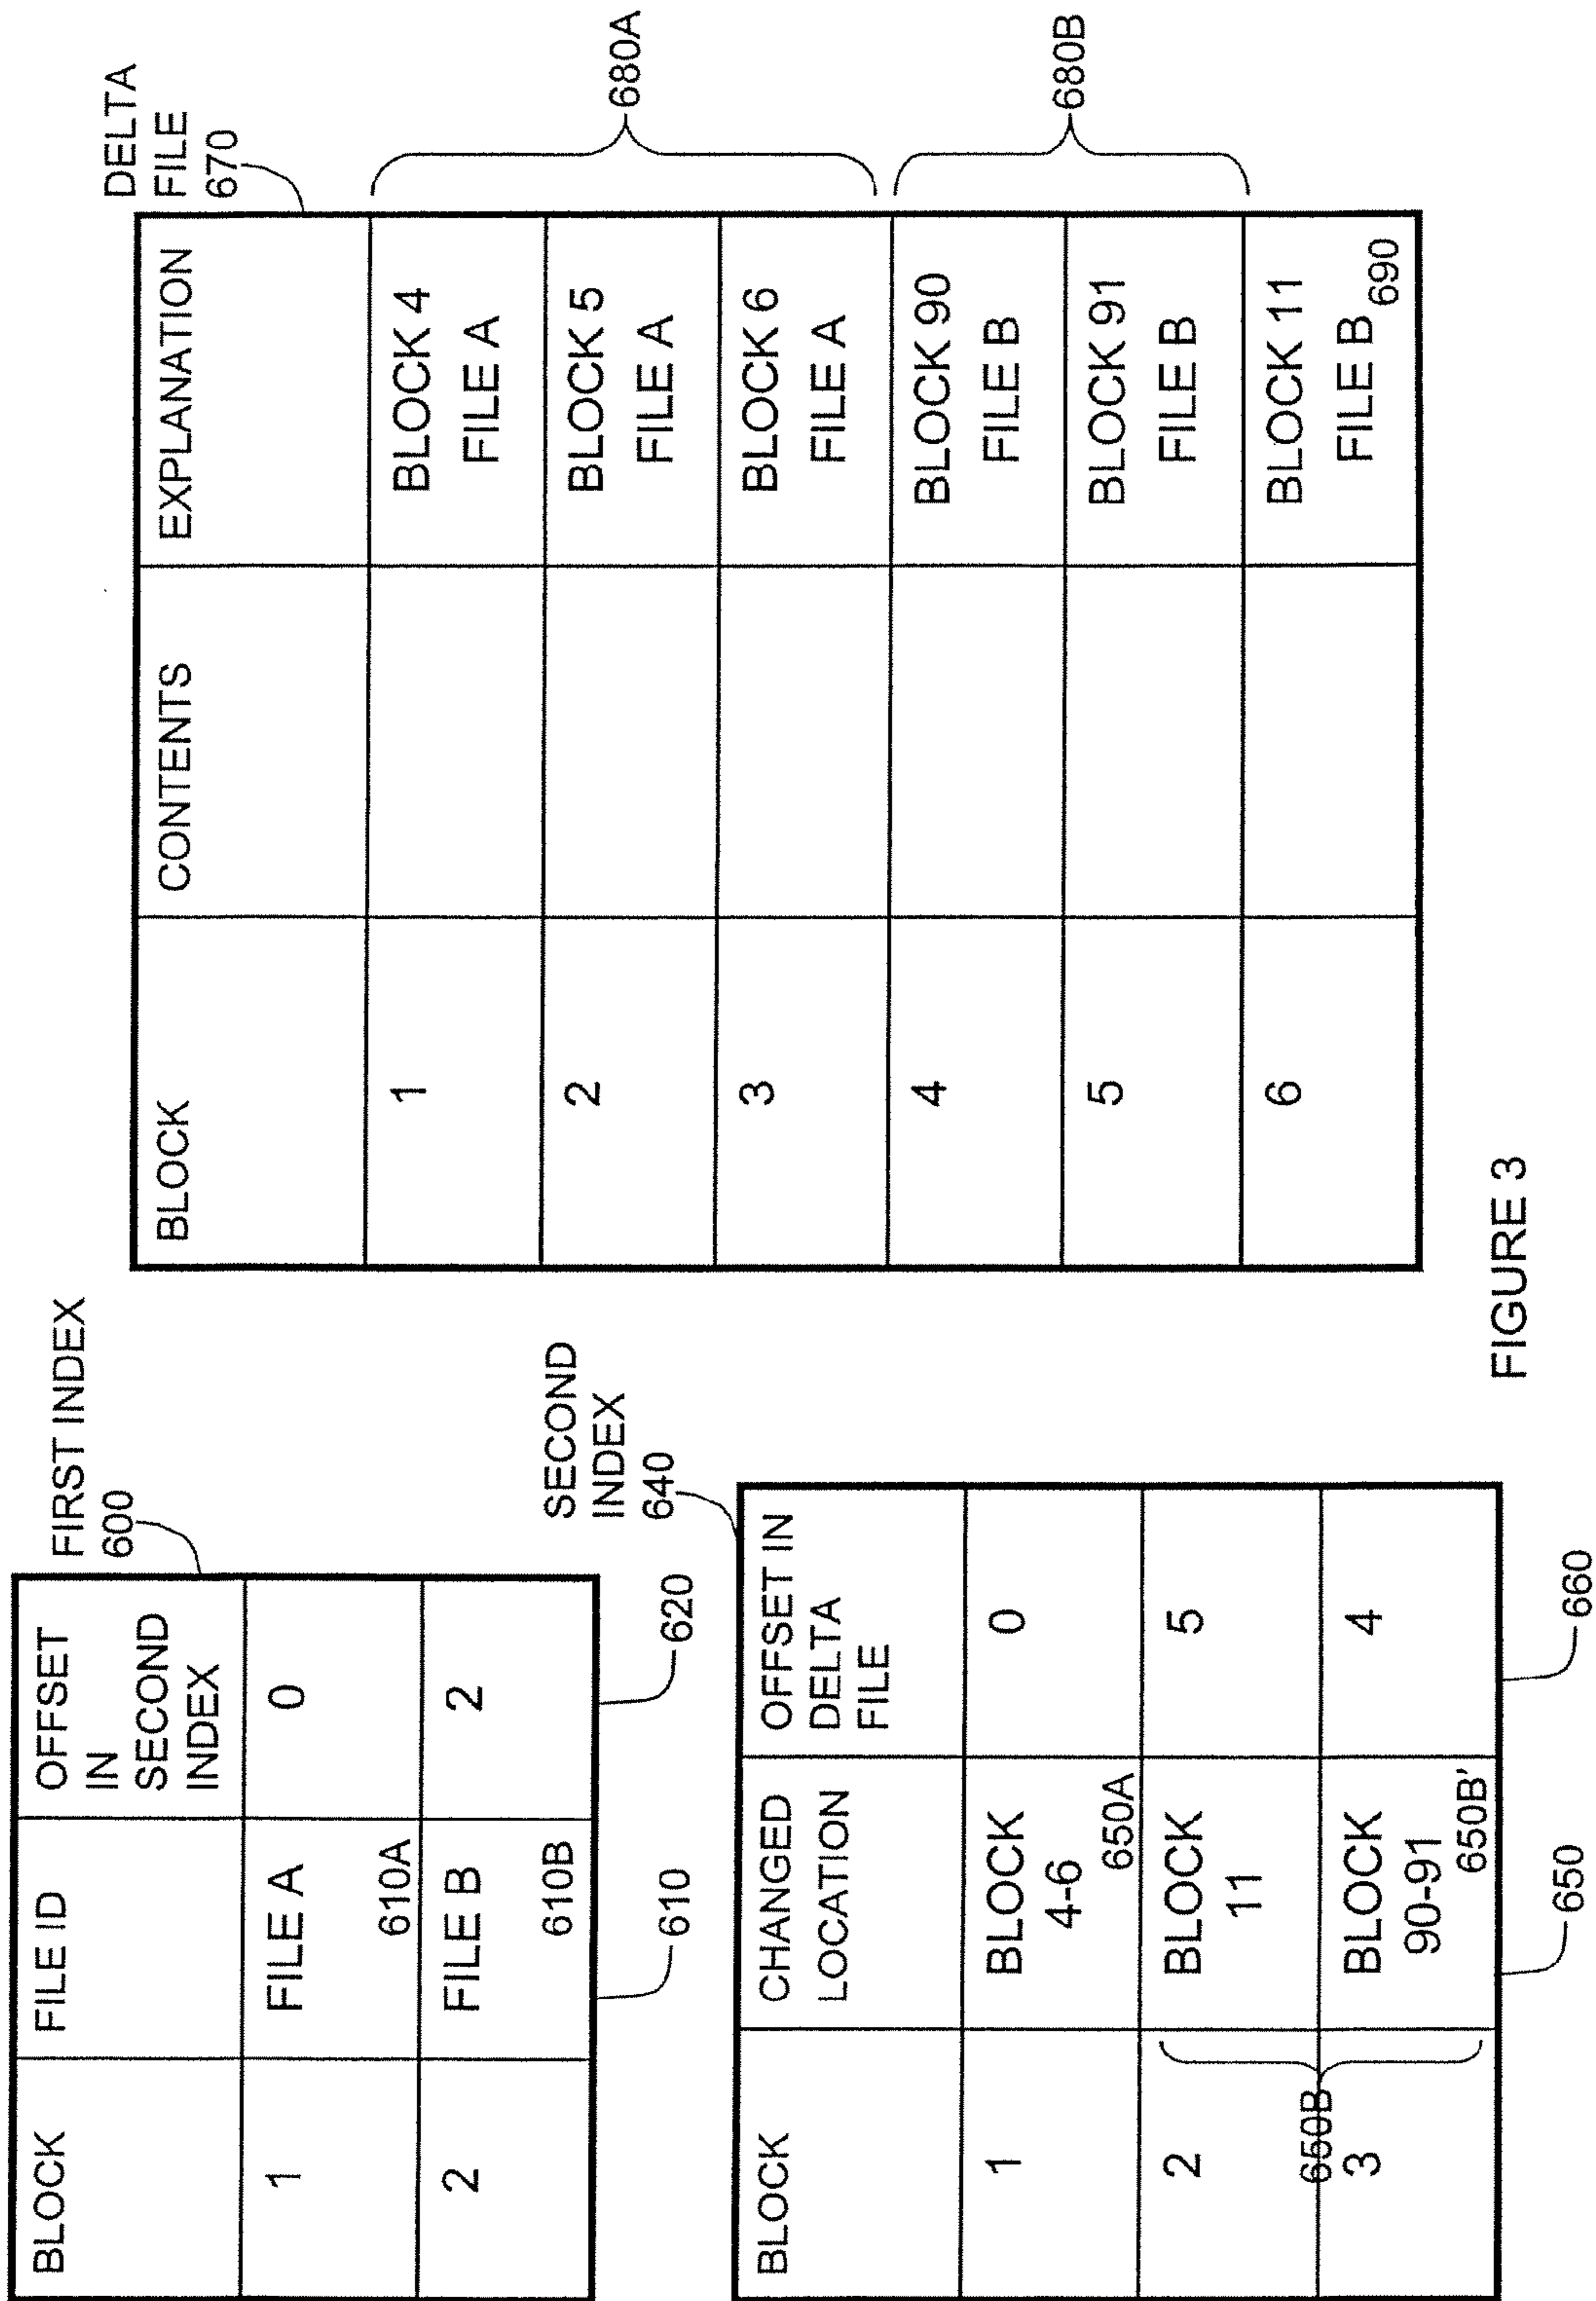 FIRST INDEX
600
BLOCK
FILE ID
OFFSET
IN
SECOND
INDEX
1
FILE A
610A
0
2
FILE B
610B
2
610
620
SECOND
INDEX
640
BLOCK
CHANGED
LOCATION
OFFSET IN
DELTA
FILE
1
BLOCK
4-6
650A
0
2
BLOCK
11
5
650B
3
BLOCK
90-91
650B'
4
650
660
DELTA
FILE
670
BLOCK
CONTENTS
EXPLANATION
1
BLOCK 4
FILE A
2
BLOCK 5
FILE A
3
BLOCK 6
FILE A
680A
4
BLOCK 90
FILE B
5
BLOCK 91
FILE B
680B
6
BLOCK 11
FILE B
690
FIGURE 3